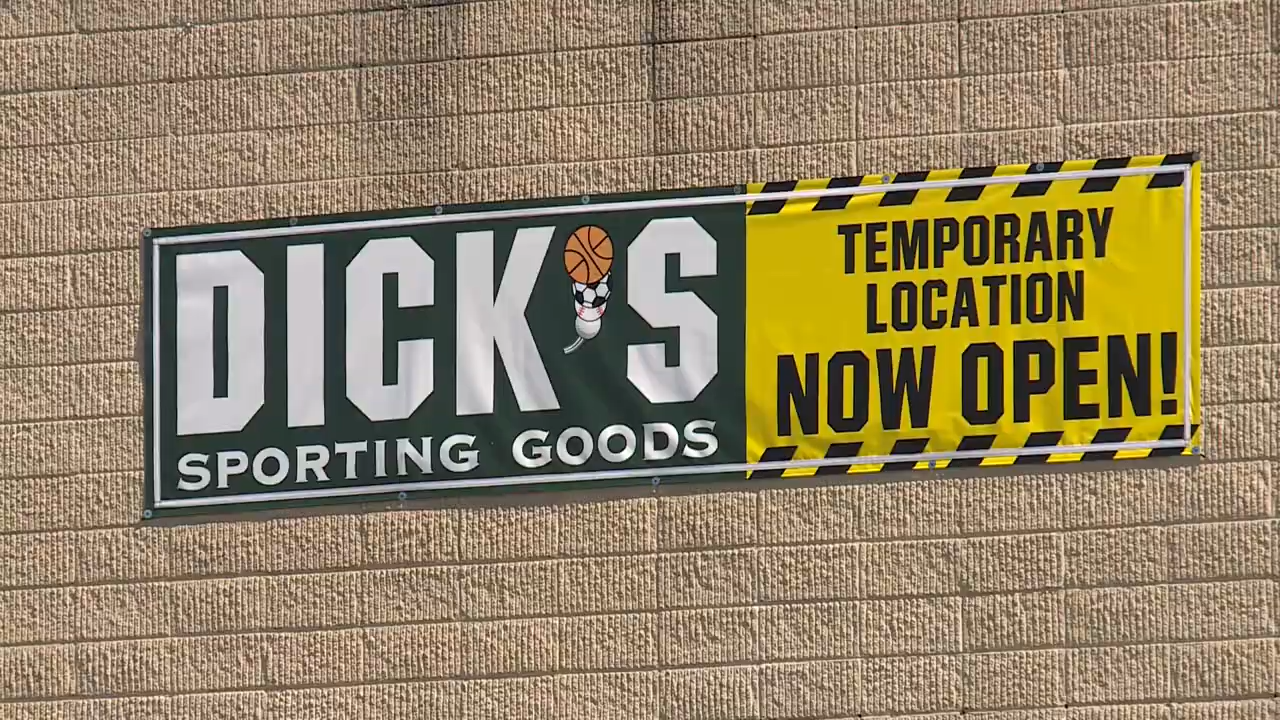 DICK'S
SPORTING GOODS
TEMPORARY
LOCATION
NOW OPEN!